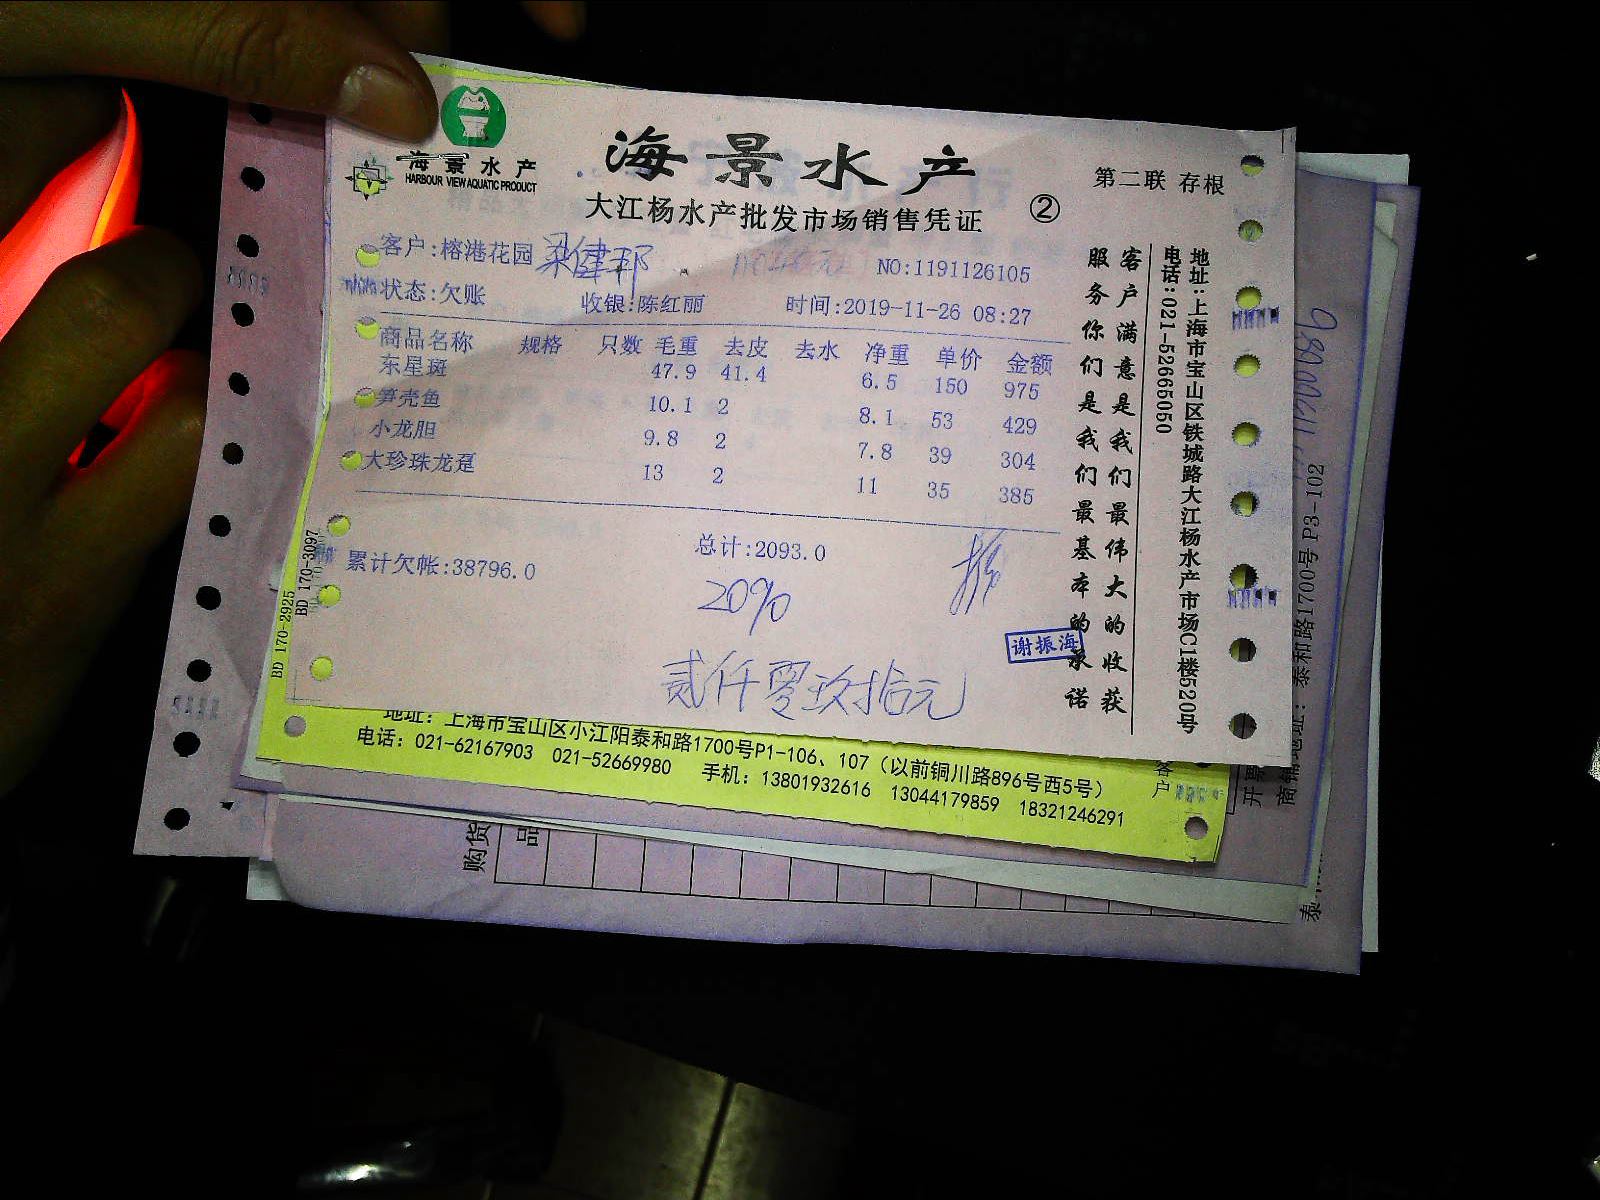 海景水产
HARBOUR VIEW AQUATIC PRODUCT
海景水产
大江杨水产批发市场销售凭证
②
第二联 存根
客户:榕港花园 梁健邦
NO:1191126105
状态:欠账 收银:陈红丽 时间:2019-11-26 08:27
商品名称 规格 只数 毛重 去皮 去水 净重 单价 金额
东星斑 47.9 41.4 6.5 150 975
笋壳鱼 10.1 2 8.1 53 429
小龙胆 9.8 2 7.8 39 304
大珍珠龙趸 13 2 11 35 385
总计:2093.0
累计欠帐:38796.0
2090
贰仟零玖拾元
谢振海
客户满意是我们最伟大的收获
服务你们是我们最基本的承诺
地址:上海市宝山区铁城路大江杨水产市场C1楼520号
电话:021-52665050
BD 170-3097
BD 170-2925
地址: 上海市宝山区小江阳泰和路1700号P1-106、107(以前铜川路896号西5号)
电话: 021-62167903 021-52669980 手机: 13801932616 13044179859 18321246291
客户
泰和路1700号 P3-102
开票
购货
品
泰